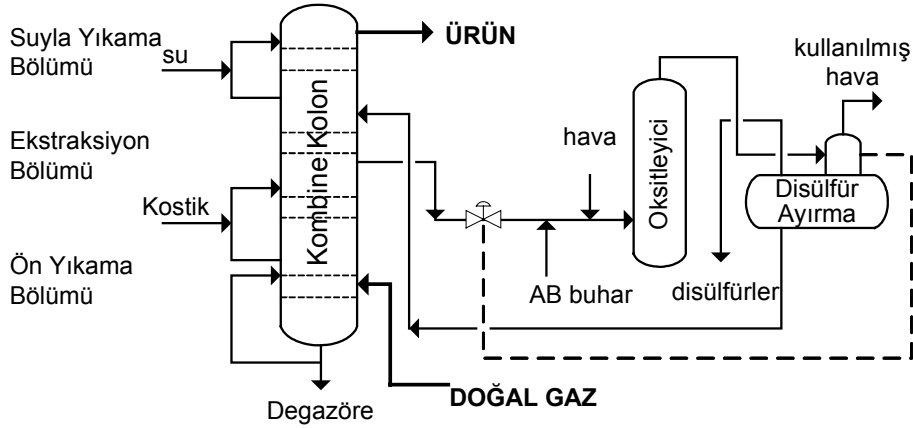 Suyla Yıkama
Bölümü
su
ÜRÜN
kullanılmış
hava
Ekstraksiyon
Bölümü
hava
Kombine Kolon
Oksitleyici
Disülfür
Ayırma
Kostik
Ön Yıkama
Bölümü
AB buhar
disülfürler
DOĞAL GAZ
Degazöre